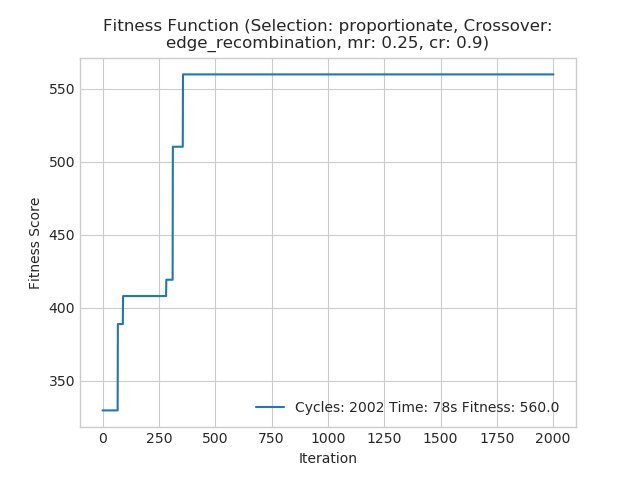 Fitness Function (Selection: proportionate, Crossover:
edge_recombination, mr: 0.25, cr: 0.9)
550
500
450
400
350
Fitness Score
Cycles: 2002 Time: 78s Fitness: 560.0
0 250 500 750 1000 1250 1500 1750 2000
Iteration